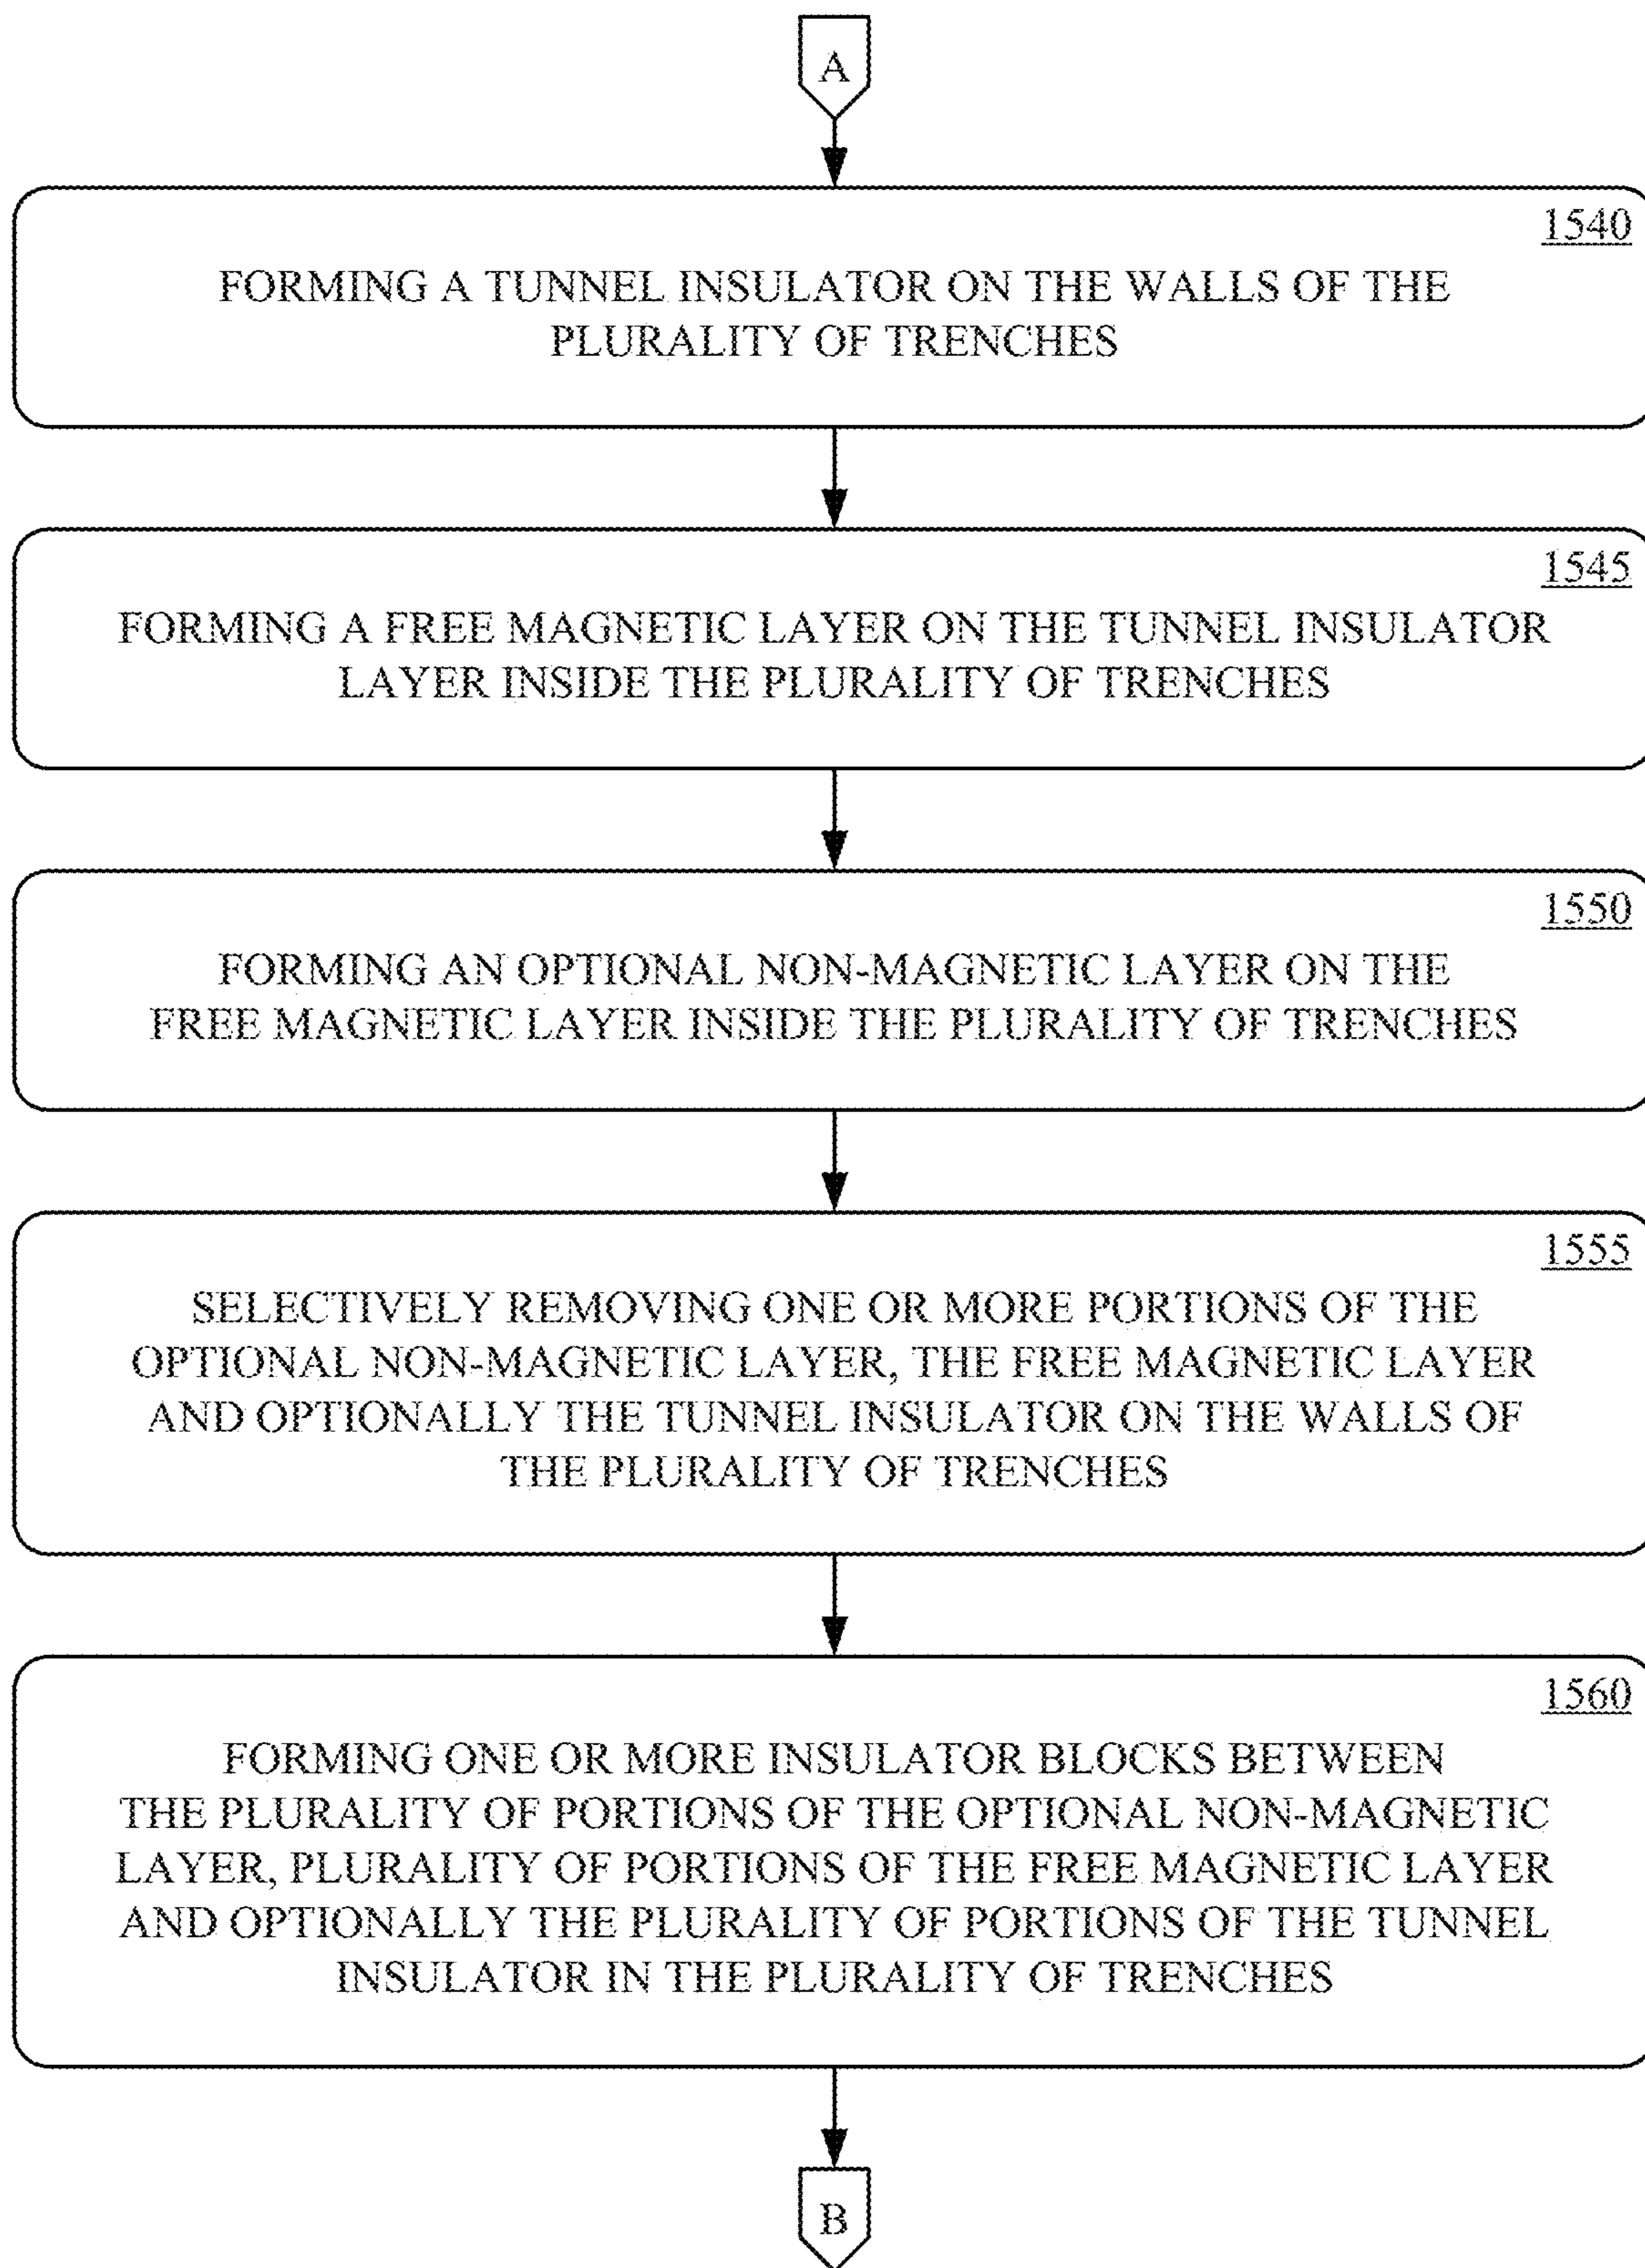 A
1540
FORMING A TUNNEL INSULATOR ON THE WALLS OF THE
PLURALITY OF TRENCHES
1545
FORMING A FREE MAGNETIC LAYER ON THE TUNNEL INSULATOR
LAYER INSIDE THE PLURALITY OF TRENCHES
1550
FORMING AN OPTIONAL NON-MAGNETIC LAYER ON THE
FREE MAGNETIC LAYER INSIDE THE PLURALITY OF TRENCHES
1555
SELECTIVELY REMOVING ONE OR MORE PORTIONS OF THE
OPTIONAL NON-MAGNETIC LAYER, THE FREE MAGNETIC LAYER
AND OPTIONALLY THE TUNNEL INSULATOR ON THE WALLS OF
THE PLURALITY OF TRENCHES
1560
FORMING ONE OR MORE INSULATOR BLOCKS BETWEEN
THE PLURALITY OF PORTIONS OF THE OPTIONAL NON-MAGNETIC
LAYER, PLURALITY OF PORTIONS OF THE FREE MAGNETIC LAYER
AND OPTIONALLY THE PLURALITY OF PORTIONS OF THE TUNNEL
INSULATOR IN THE PLURALITY OF TRENCHES
B